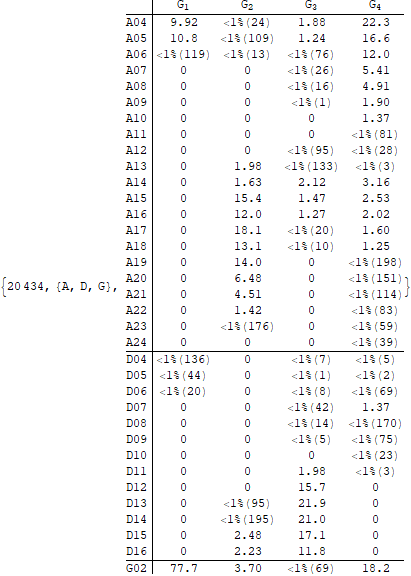 G1 G2 G3 G4
A04 9.92 <1%(24) 1.88 22.3
A05 10.8 <1%(109) 1.24 16.6
A06 <1%(119) <1%(13) <1%(76) 12.0
A07 0 0 <1%(26) 5.41
A08 0 0 <1%(16) 4.91
A09 0 0 <1%(1) 1.90
A10 0 0 0 1.37
A11 0 0 0 <1%(81)
A12 0 0 <1%(95) <1%(28)
A13 0 1.98 <1%(133) <1%(3)
A14 0 1.63 2.12 3.16
A15 0 15.4 1.47 2.53
A16 0 12.0 1.27 2.02
A17 0 18.1 <1%(20) 1.60
A18 0 13.1 <1%(10) 1.25
A19 0 14.0 0 <1%(198)
A20 0 6.48 0 <1%(151)
{20434, {A, D, G}, A21 0 4.51 0 <1%(114)}
A22 0 1.42 0 <1%(83)
A23 0 <1%(176) 0 <1%(59)
A24 0 0 0 <1%(39)
D04 <1%(136) 0 <1%(7) <1%(5)
D05 <1%(44) 0 <1%(1) <1%(2)
D06 <1%(20) 0 <1%(8) <1%(69)
D07 0 0 <1%(42) 1.37
D08 0 0 <1%(14) <1%(170)
D09 0 0 <1%(5) <1%(75)
D10 0 0 0 <1%(23)
D11 0 0 1.98 <1%(3)
D12 0 0 15.7 0
D13 0 <1%(95) 21.9 0
D14 0 <1%(195) 21.0 0
D15 0 2.48 17.1 0
D16 0 2.23 11.8 0
G02 77.7 3.70 <1%(69) 18.2